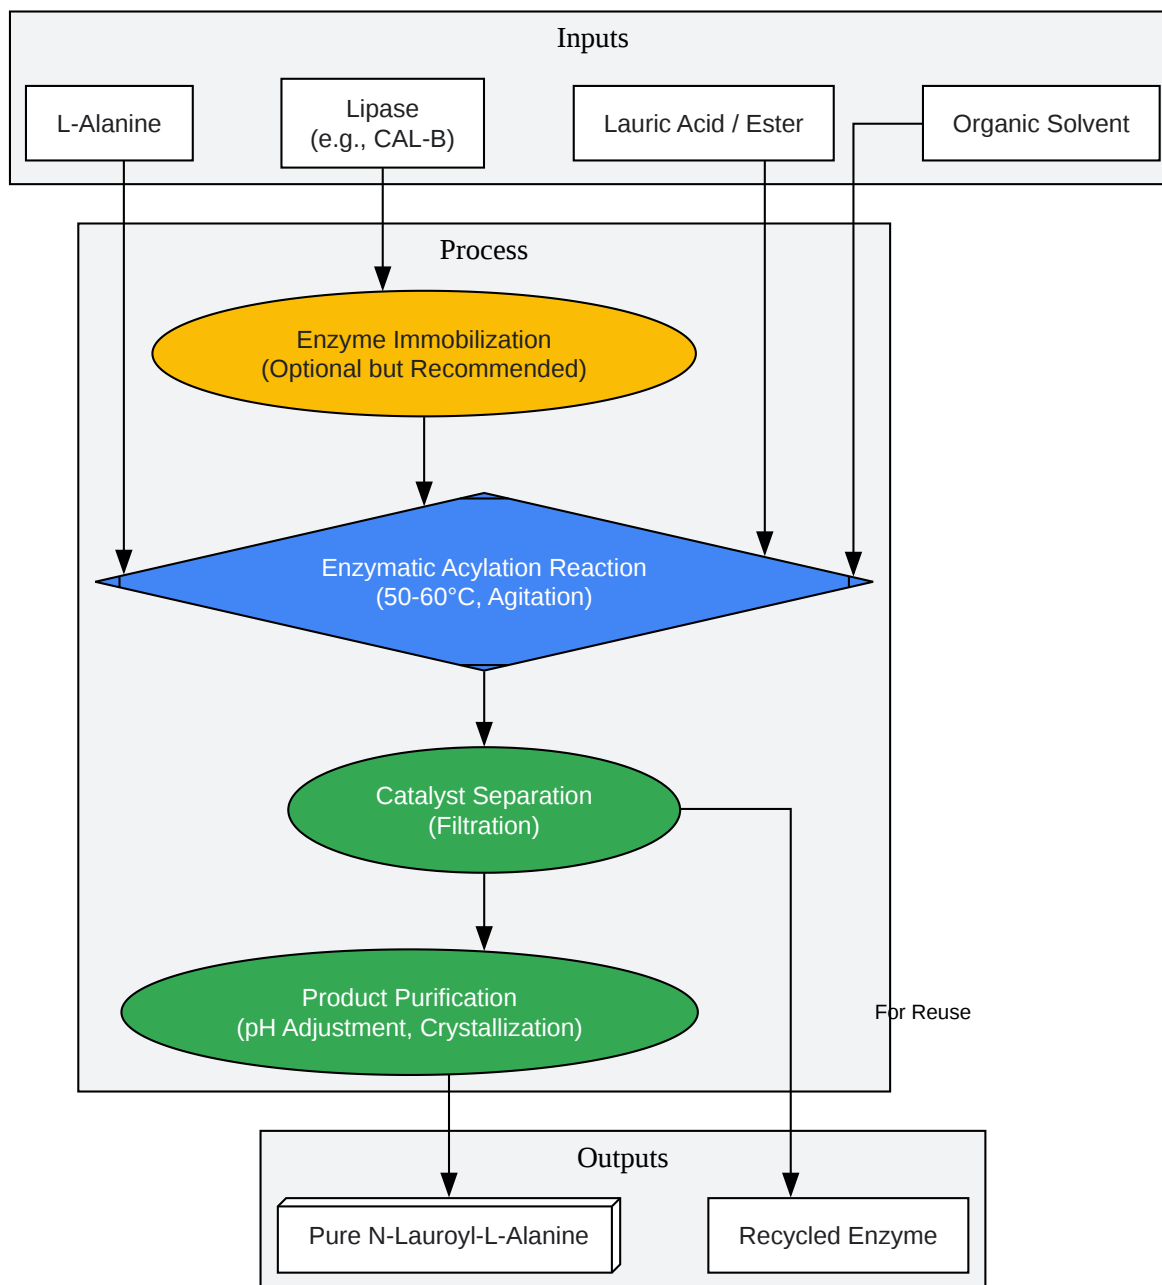 Inputs
L-Alanine
Lipase
(e.g., CAL-B)
Lauric Acid / Ester
Organic Solvent
Process
Enzyme Immobilization
(Optional but Recommended)
Enzymatic Acylation Reaction
(50-60°C, Agitation)
Catalyst Separation
(Filtration)
Product Purification
(pH Adjustment, Crystallization)
For Reuse
Outputs
Pure N-Lauroyl-L-Alanine
Recycled Enzyme